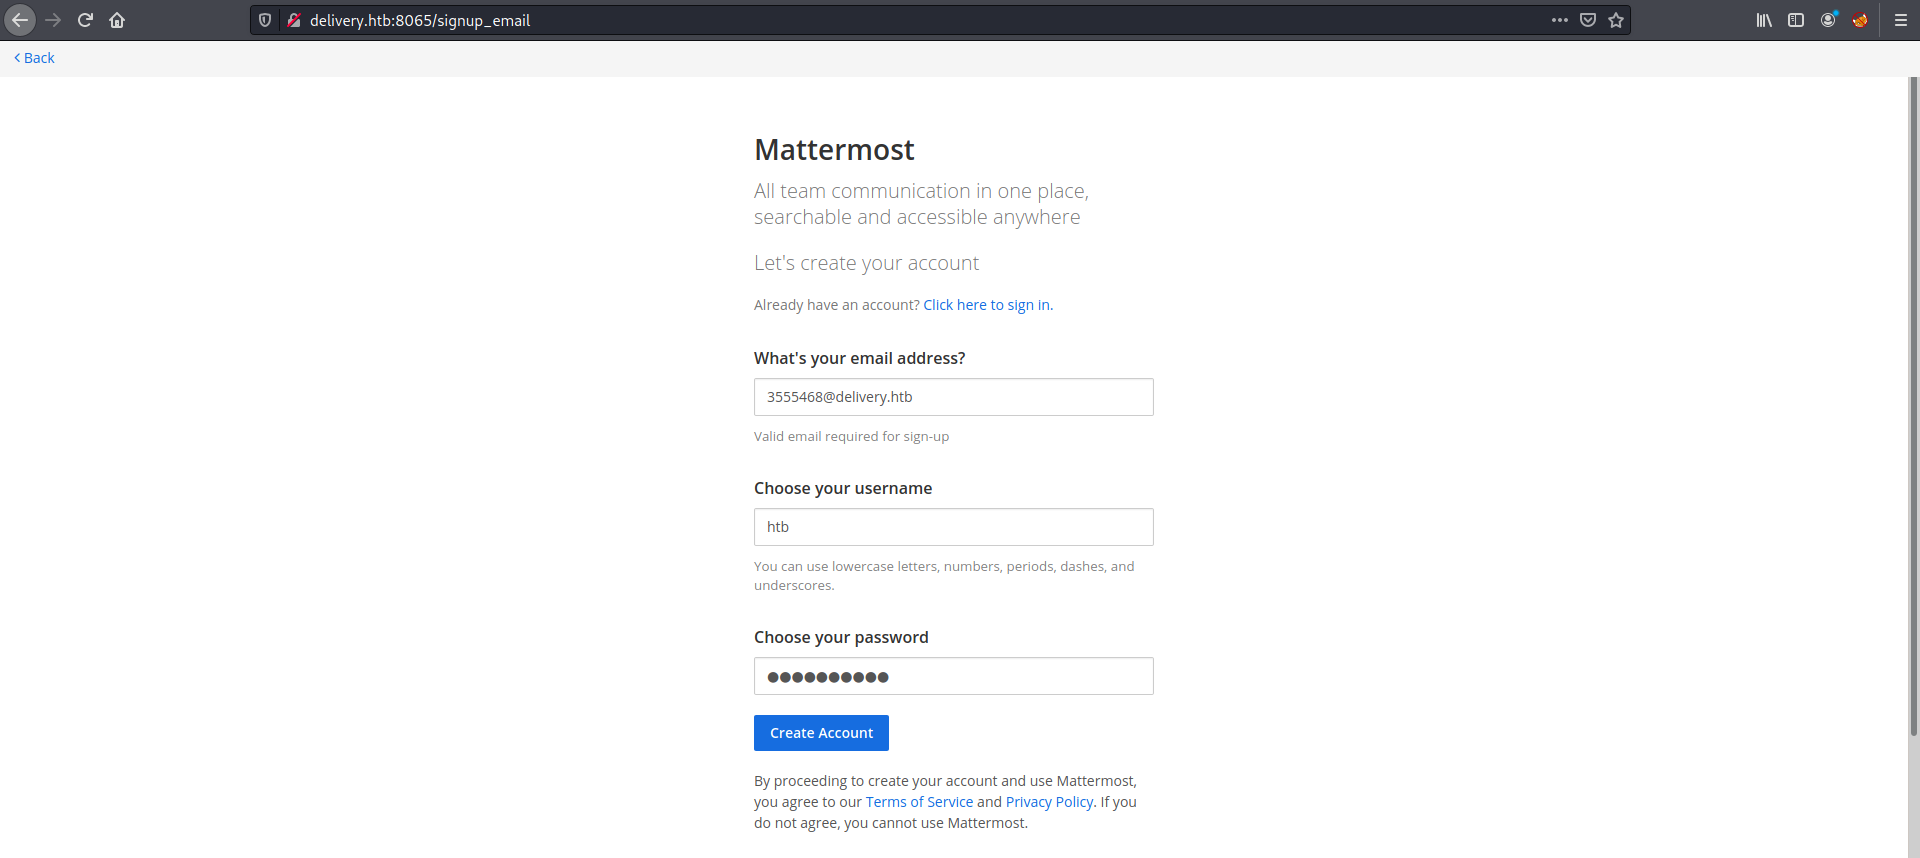 delivery.htb:8065/signup_email
Back
Mattermost
All team communication in one place,
searchable and accessible anywhere
Let's create your account
Already have an account? Click here to sign in.
What's your email address?
3555468@delivery.htb
Valid email required for sign-up
Choose your username
htb
You can use lowercase letters, numbers, periods, dashes, and
underscores.
Choose your password
●●●●●●●●●●
Create Account
By proceeding to create your account and use Mattermost,
you agree to our Terms of Service and Privacy Policy. If you
do not agree, you cannot use Mattermost.